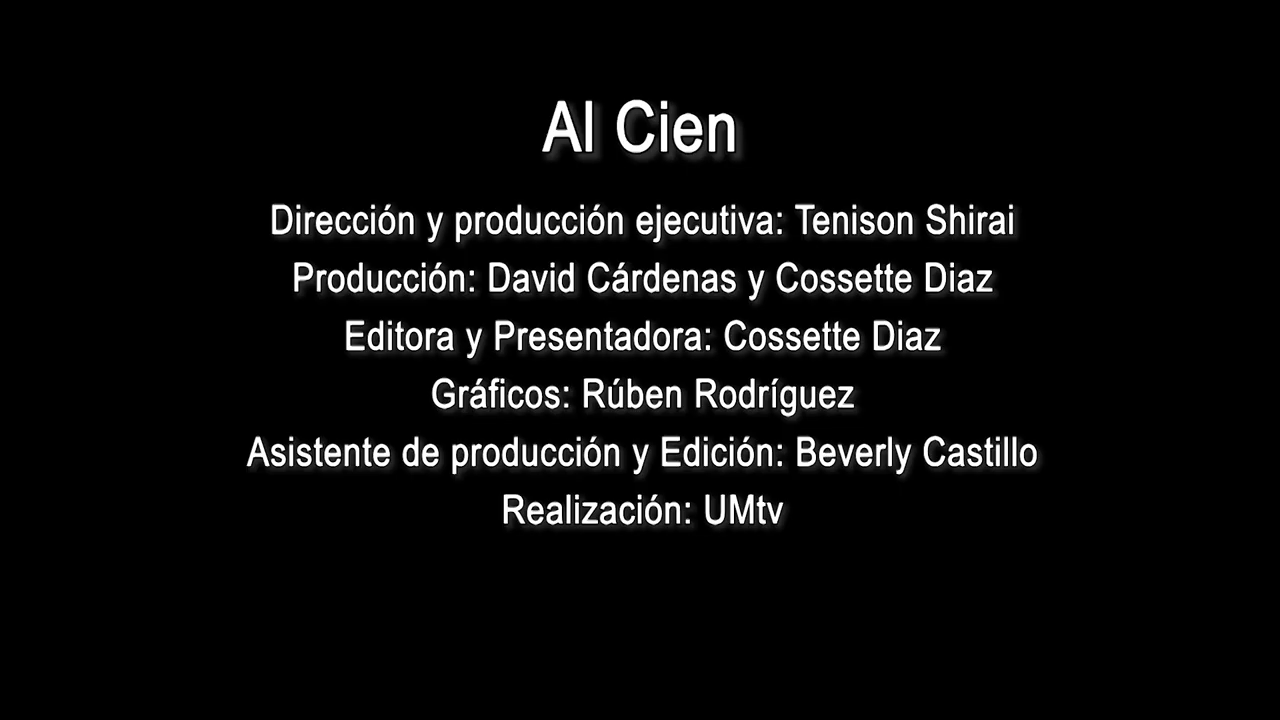 Al Cien
Dirección y producción ejecutiva: Tenison Shirai
Producción: David Cárdenas y Cossette Diaz
Editora y Presentadora: Cossette Diaz
Gráficos: Rúben Rodríguez
Asistente de producción y Edición: Beverly Castillo
Realización: UMtv